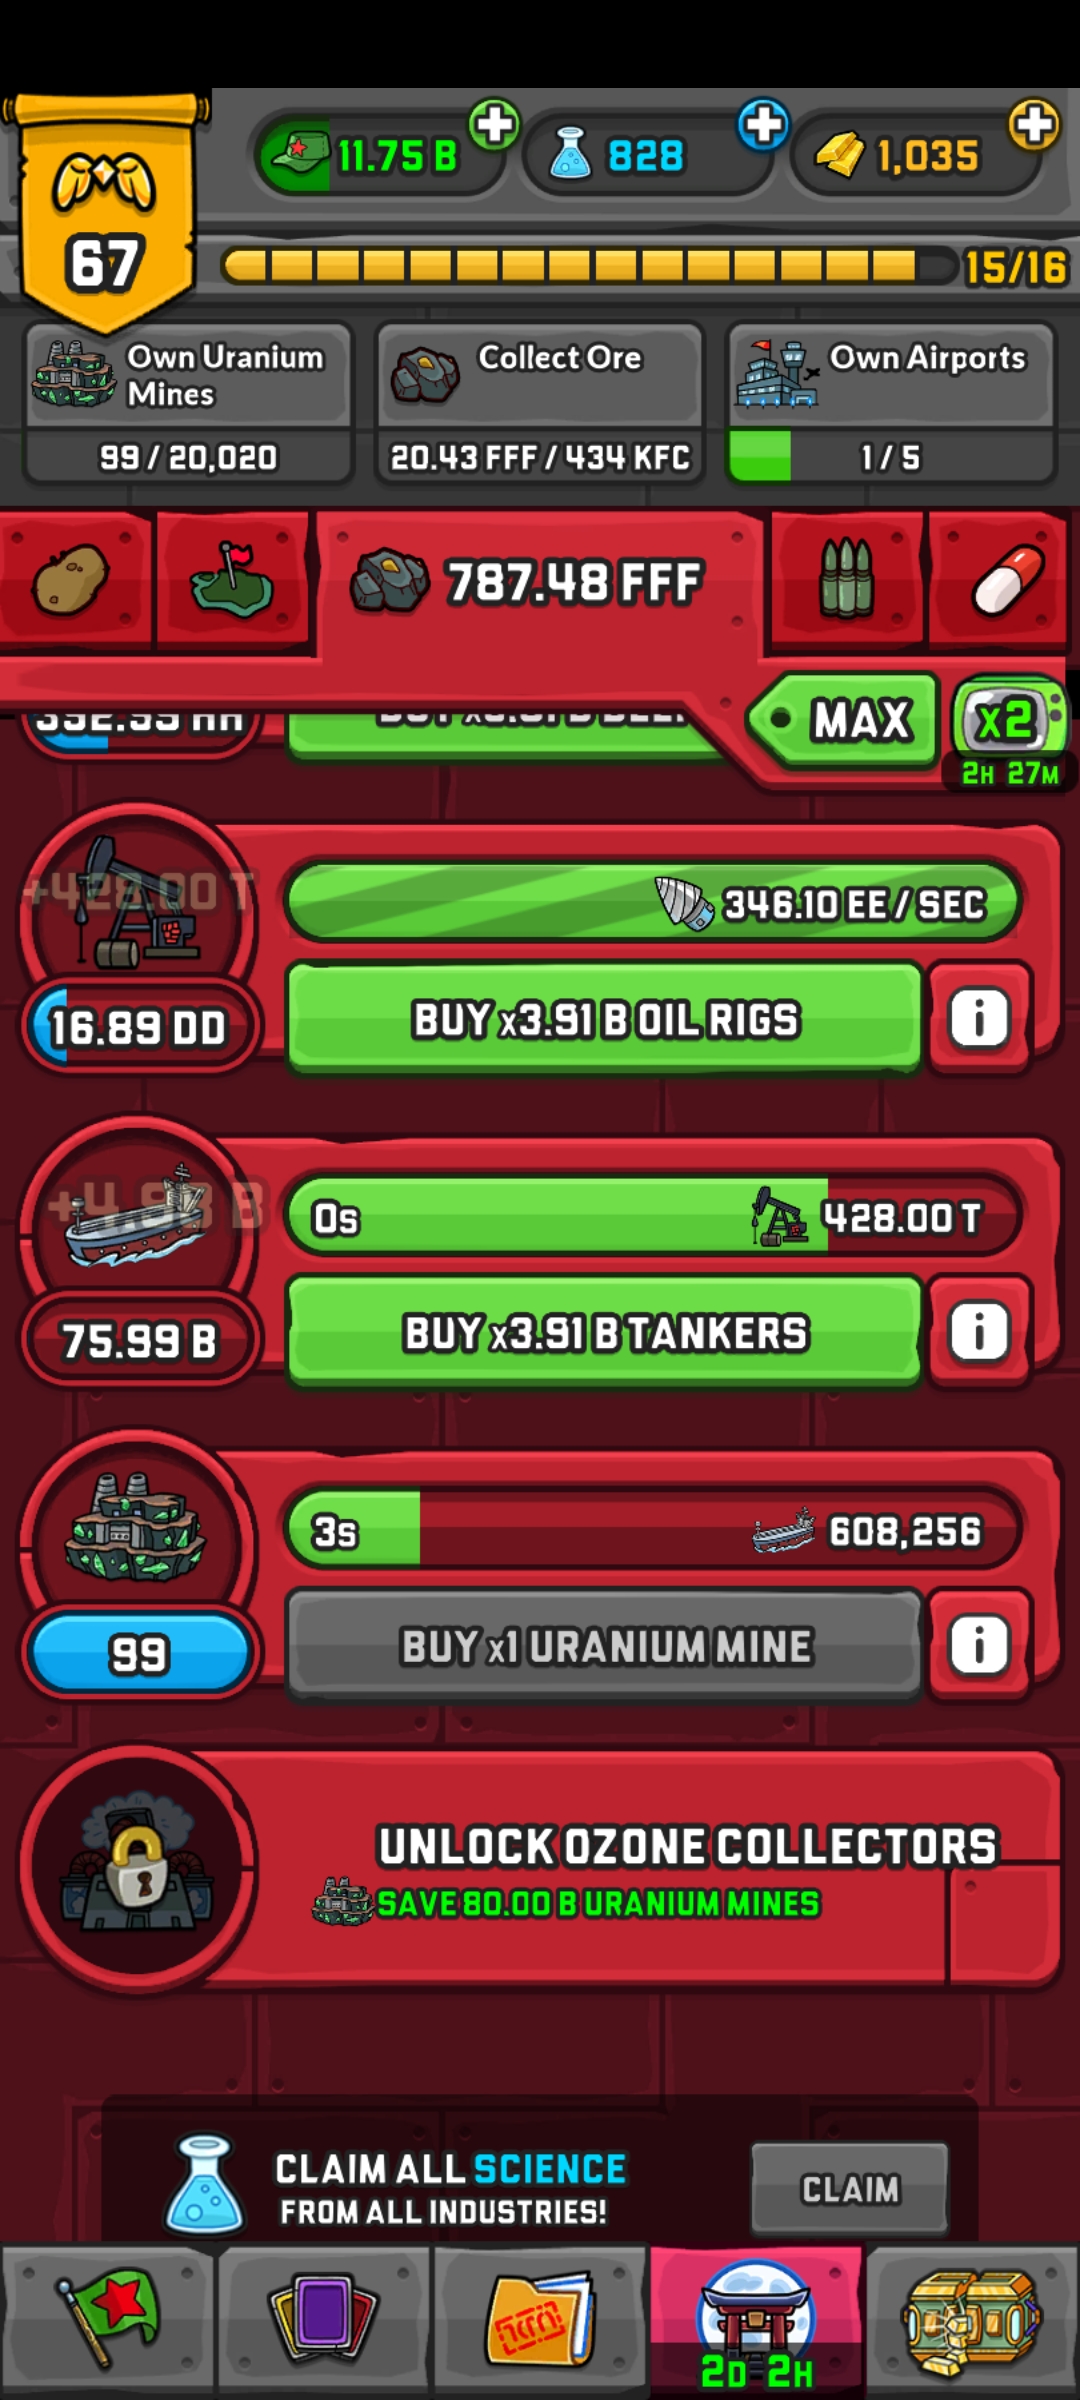 11.75 B
828
1,035
67
15/16
Own Uranium
Mines
Collect Ore
Own Airports
99 / 20,020
20.43 FFF / 434 KFC
1 / 5
787.48 FFF
MAX
x2
2H 27M
+428.00 T
346.10 EE / SEC
16.89 DD
BUY x3.91 B OIL RIGS
i
+4.98 B
0s
428.00 T
75.99 B
BUY x3.91 B TANKERS
i
3s
608,256
99
BUY x1 URANIUM MINE
i
UNLOCK OZONE COLLECTORS
SAVE 80.00 B URANIUM MINES
CLAIM ALL SCIENCE
FROM ALL INDUSTRIES!
CLAIM
2D 2H